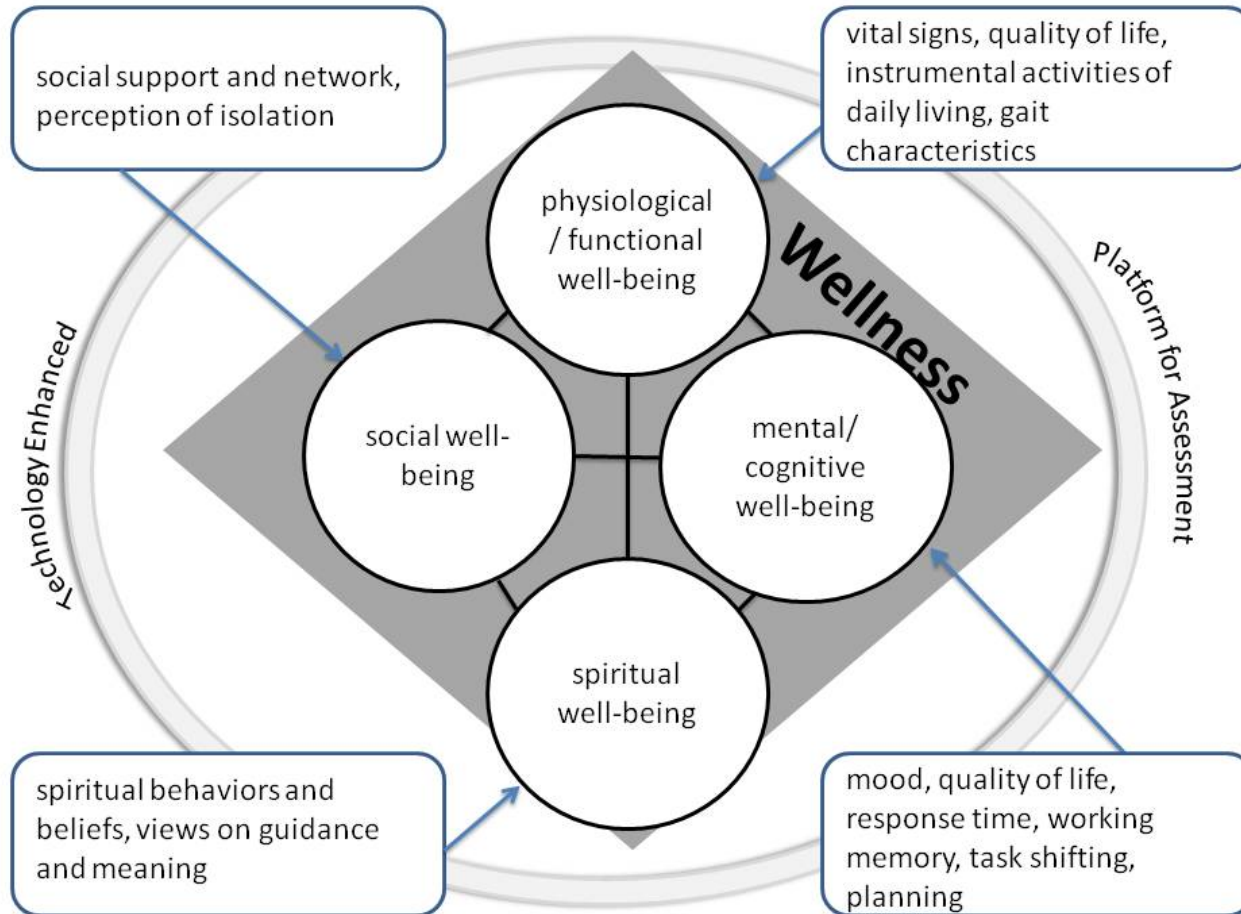 social support and network,
perception of isolation
vital signs, quality of life,
instrumental activities of
daily living, gait
characteristics
physiological
/ functional
well-being
Wellness
Technology Enhanced
Platform for Assessment
social well-
being
mental/
cognitive
well-being
spiritual
well-being
spiritual behaviors and
beliefs, views on guidance
and meaning
mood, quality of life,
response time, working
memory, task shifting,
planning